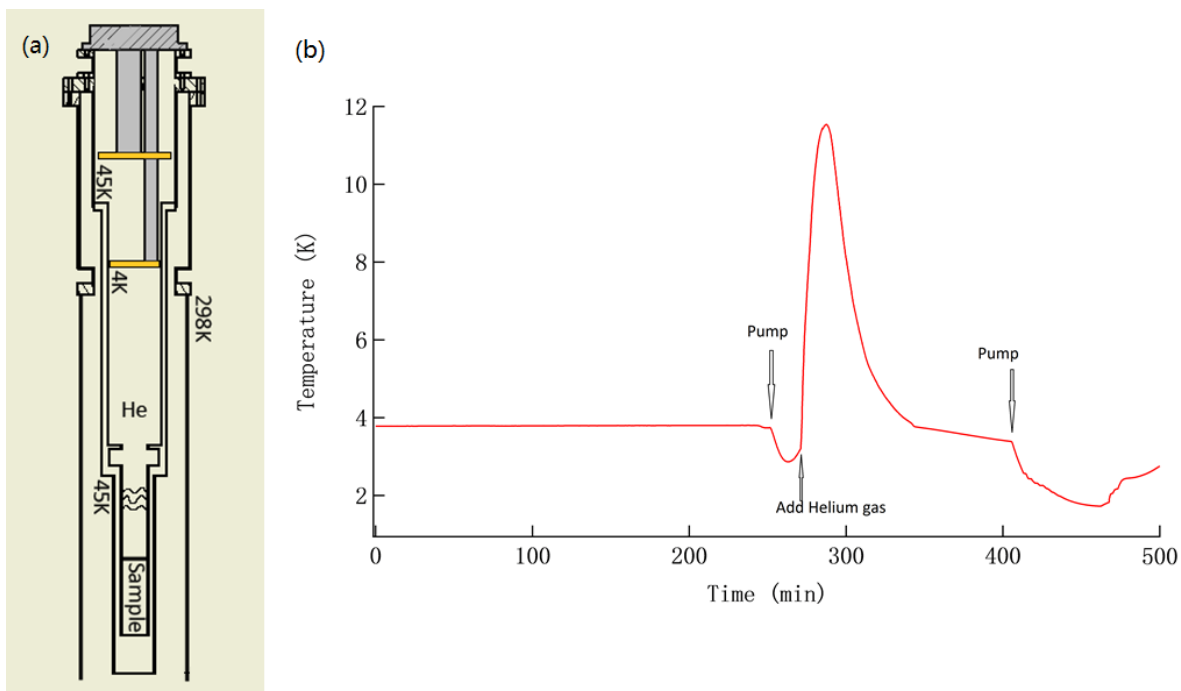 (a)
45K
4K
298K
He
45K
Sample
(b)
12
10
8
6
4
2
Temperature (K)
Pump
Add Helium gas
Pump
0
100
200
300
400
500
Time (min)